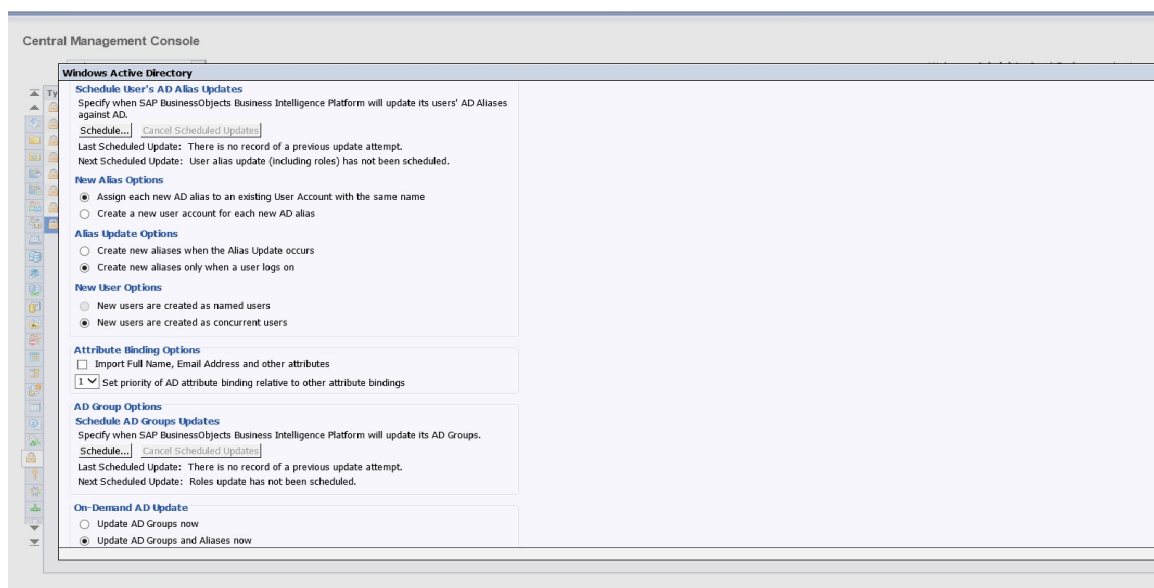 Central Management Console
Windows Active Directory
Ty
Schedule User's AD Alias Updates
Specify when SAP BusinessObjects Business Intelligence Platform will update its users' AD Aliases
against AD.
Schedule... Cancel Scheduled Updates
Last Scheduled Update: There is no record of a previous update attempt.
Next Scheduled Update: User alias update (including roles) has not been scheduled.
New Alias Options
Assign each new AD alias to an existing User Account with the same name
Create a new user account for each new AD alias
Alias Update Options
Create new aliases when the Alias Update occurs
Create new aliases only when a user logs on
New User Options
New users are created as named users
New users are created as concurrent users
Attribute Binding Options
Import Full Name, Email Address and other attributes
1 Set priority of AD attribute binding relative to other attribute bindings
AD Group Options
Schedule AD Groups Updates
Specify when SAP BusinessObjects Business Intelligence Platform will update its AD Groups.
Schedule... Cancel Scheduled Updates
Last Scheduled Update: There is no record of a previous update attempt.
Next Scheduled Update: Roles update has not been scheduled.
On-Demand AD Update
Update AD Groups now
Update AD Groups and Aliases now